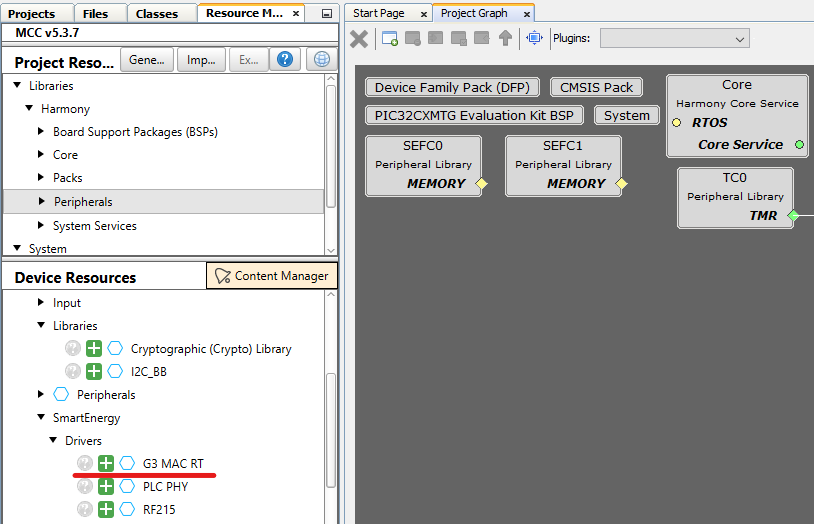 Projects
Files
Classes
Resource M... ×
MCC v5.3.7
Project Reso...
Gene...
Imp...
Ex...
?
Libraries
Harmony
Board Support Packages (BSPs)
Core
Packs
Peripherals
System Services
System
Device Resources
Content Manager
Input
Libraries
Cryptographic (Crypto) Library
I2C_BB
Peripherals
SmartEnergy
Drivers
G3 MAC RT
PLC PHY
RF215
Start Page ×
Project Graph ×
Plugins:
Device Family Pack (DFP)
CMSIS Pack
PIC32CXMTG Evaluation Kit BSP
System
Core
Harmony Core Service
RTOS
Core Service
SEFC0
Peripheral Library
MEMORY
SEFC1
Peripheral Library
MEMORY
TC0
Peripheral Library
TMR